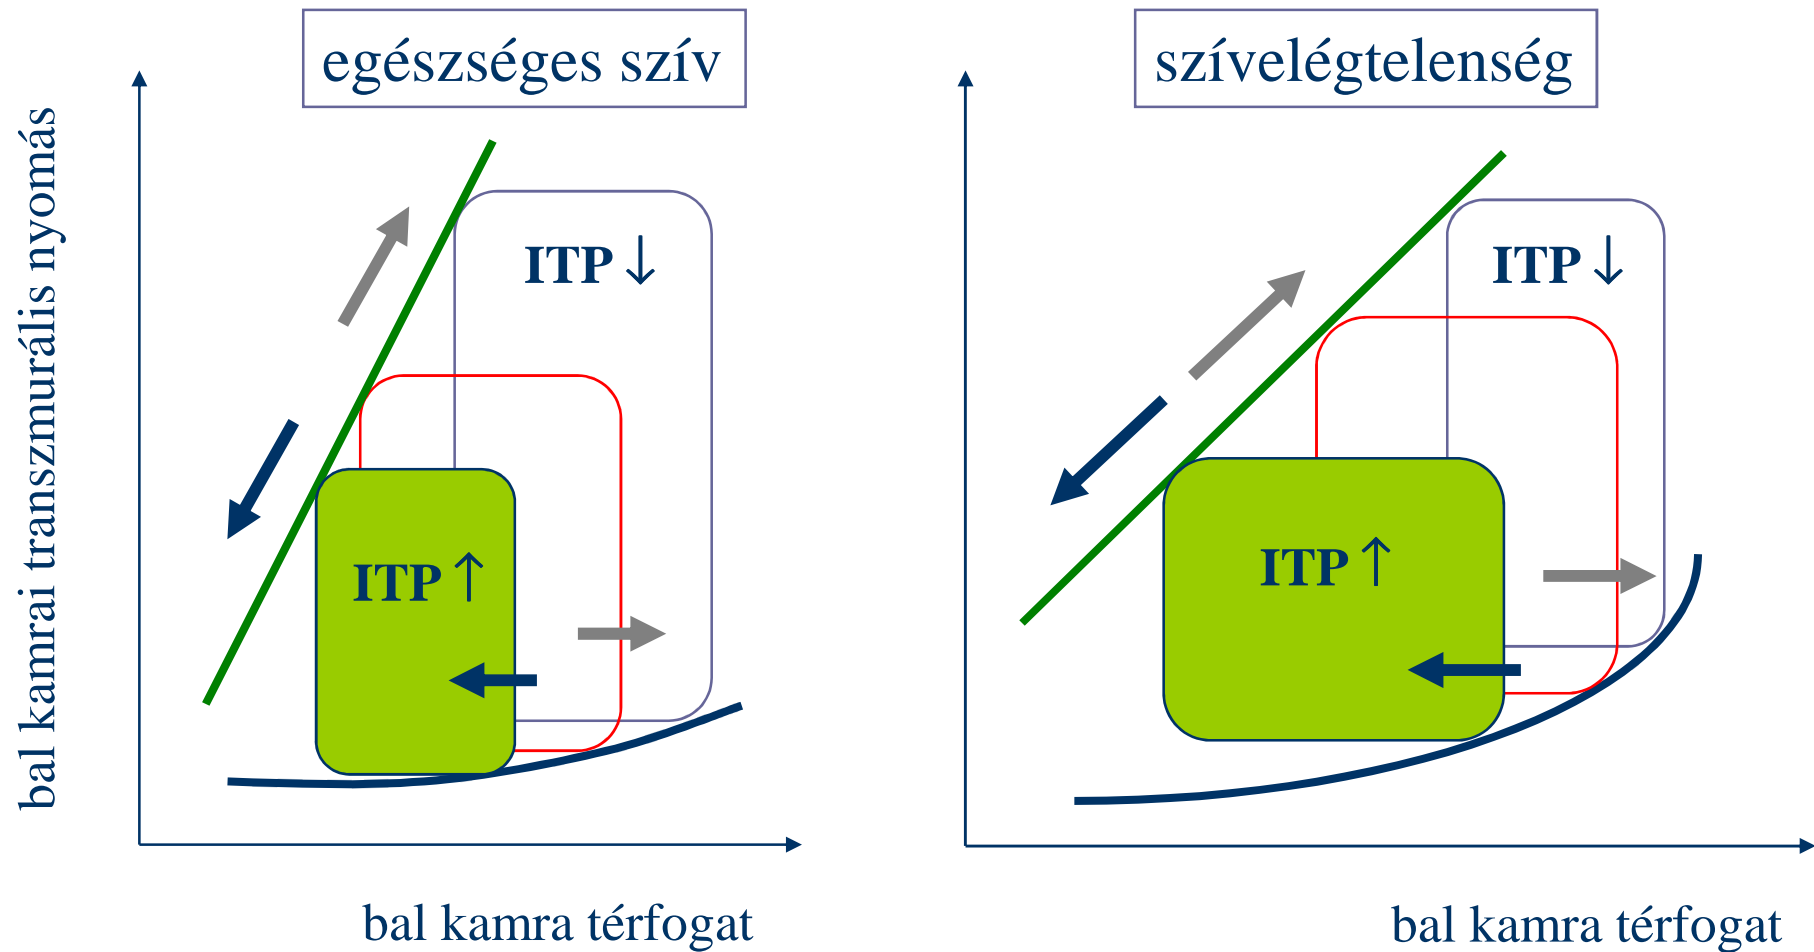 egészséges szív
szívelégtelenség
bal kamrai transzmurális nyomás
ITP ↓
ITP ↓
ITP ↑
ITP ↑
bal kamra térfogat
bal kamra térfogat